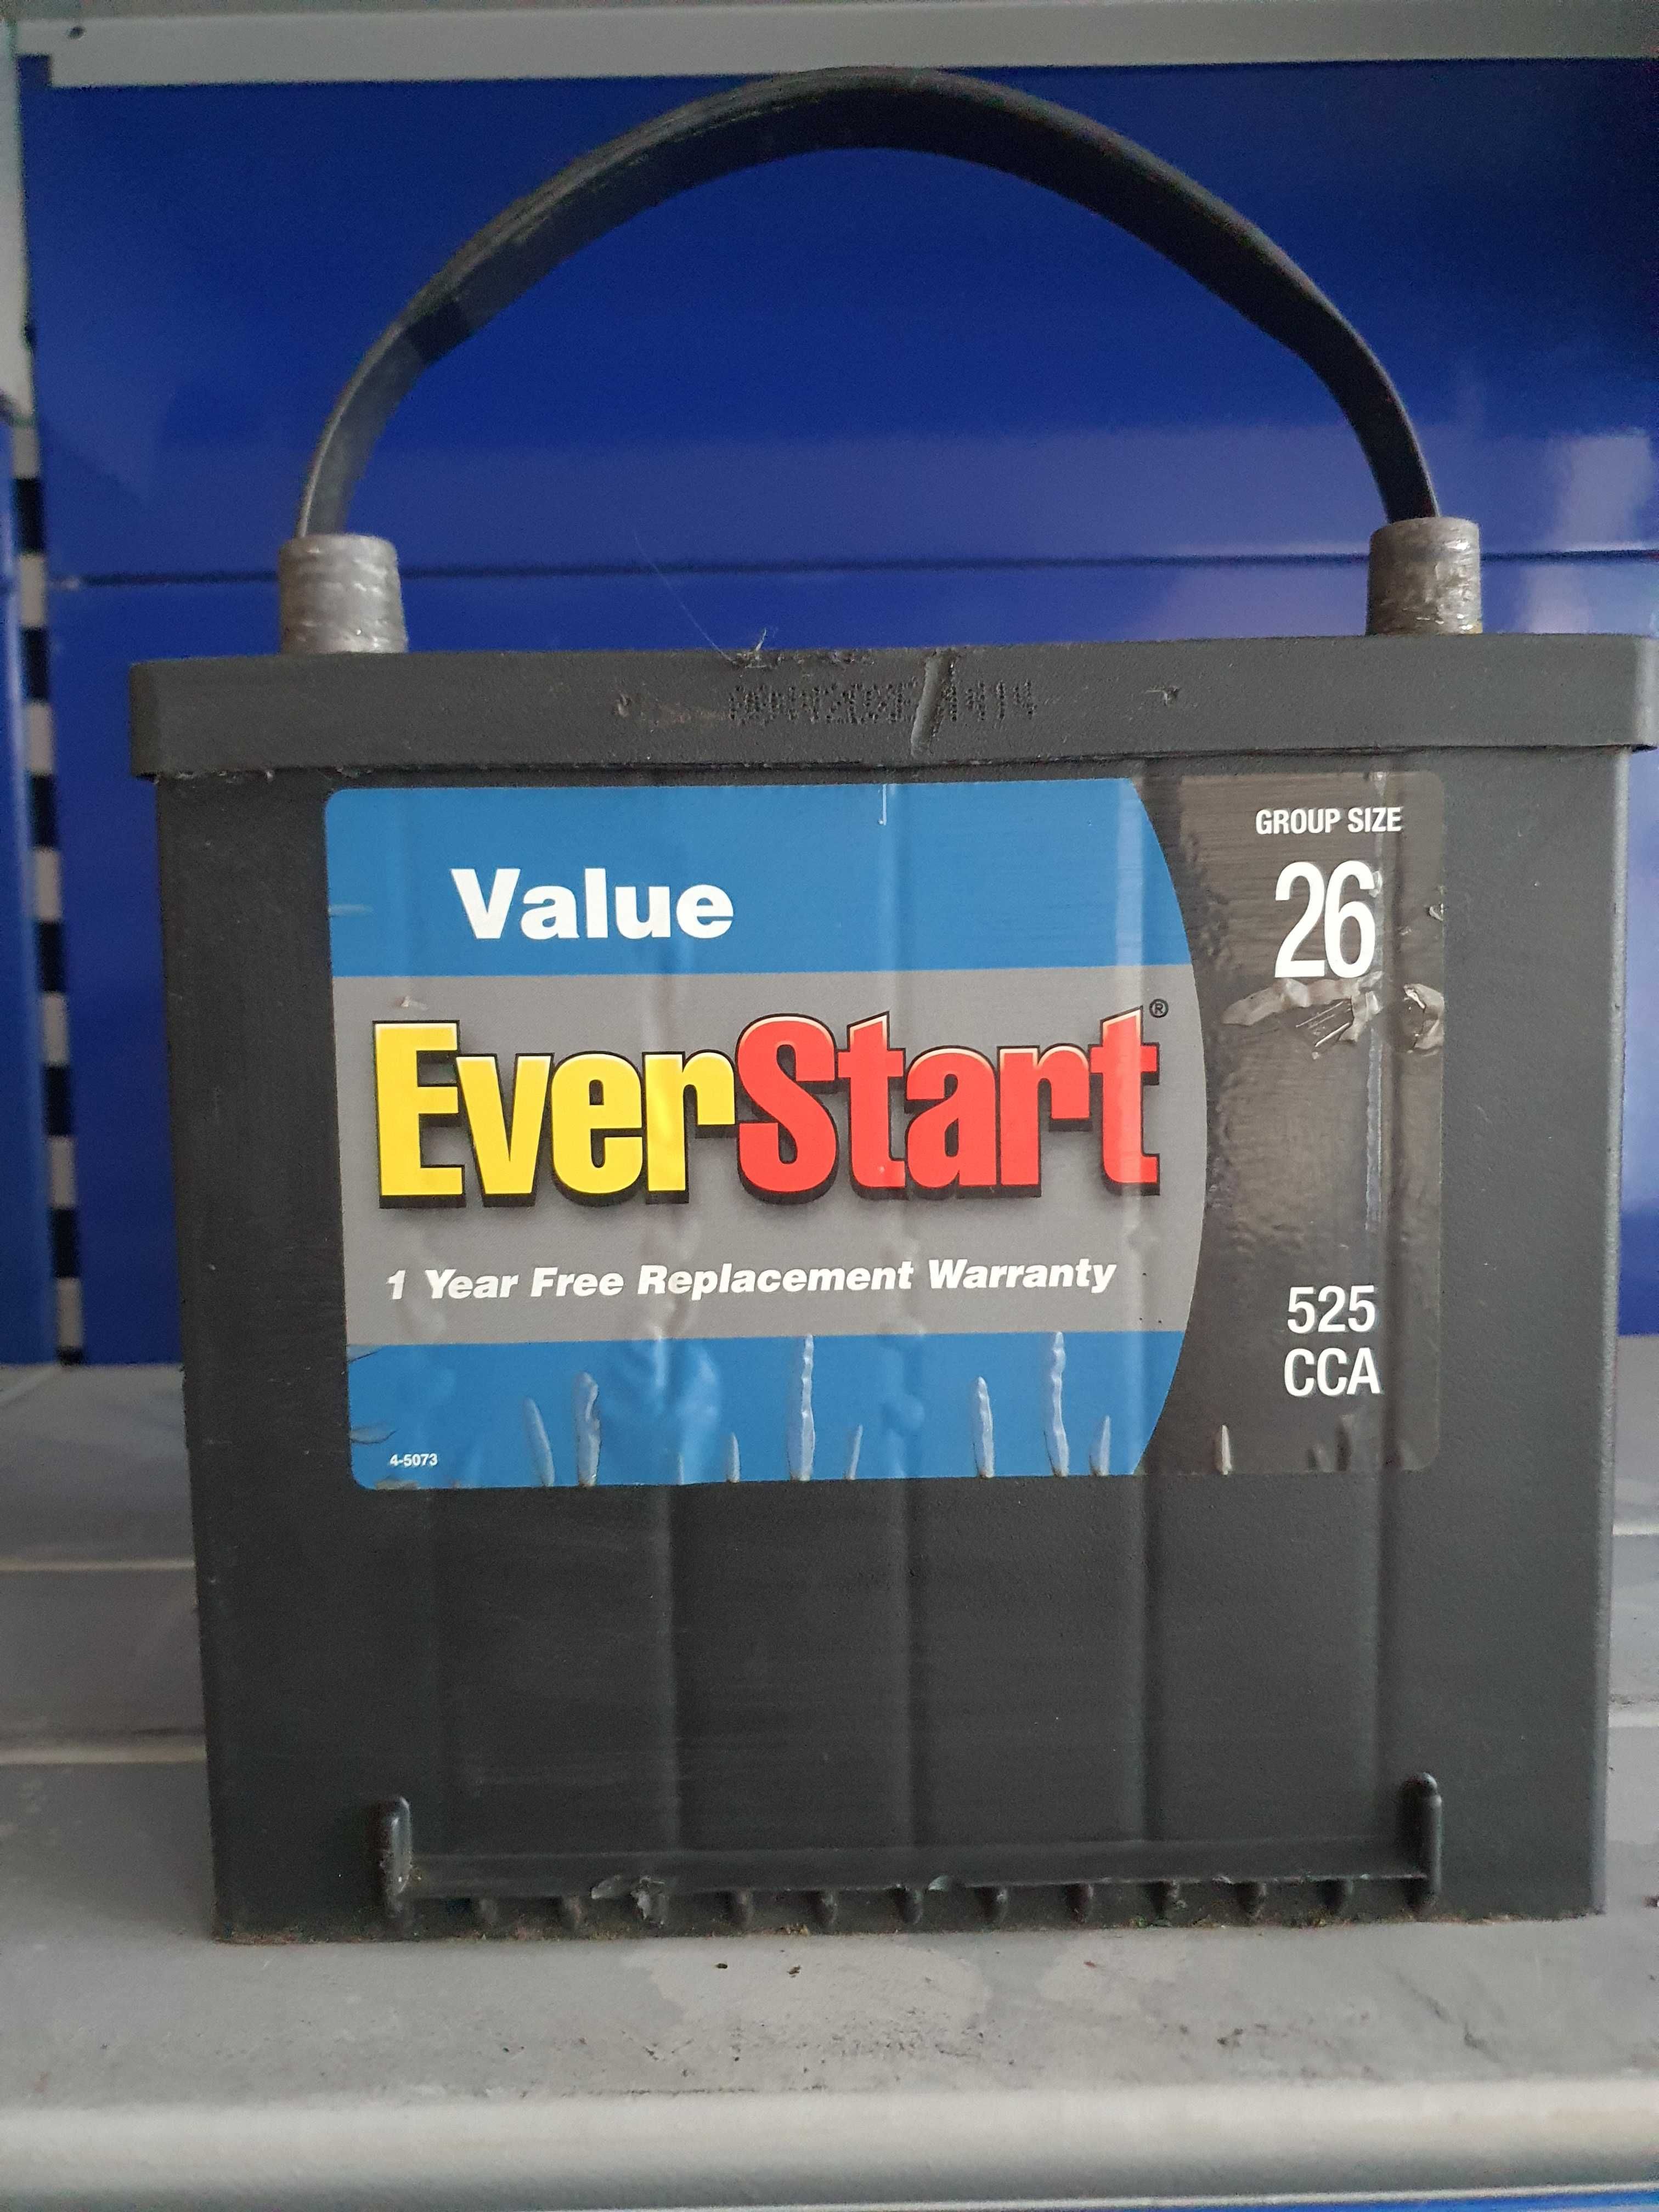 Value
GROUP SIZE
26
EverStart®
1 Year Free Replacement Warranty
525
CCA
4-5073